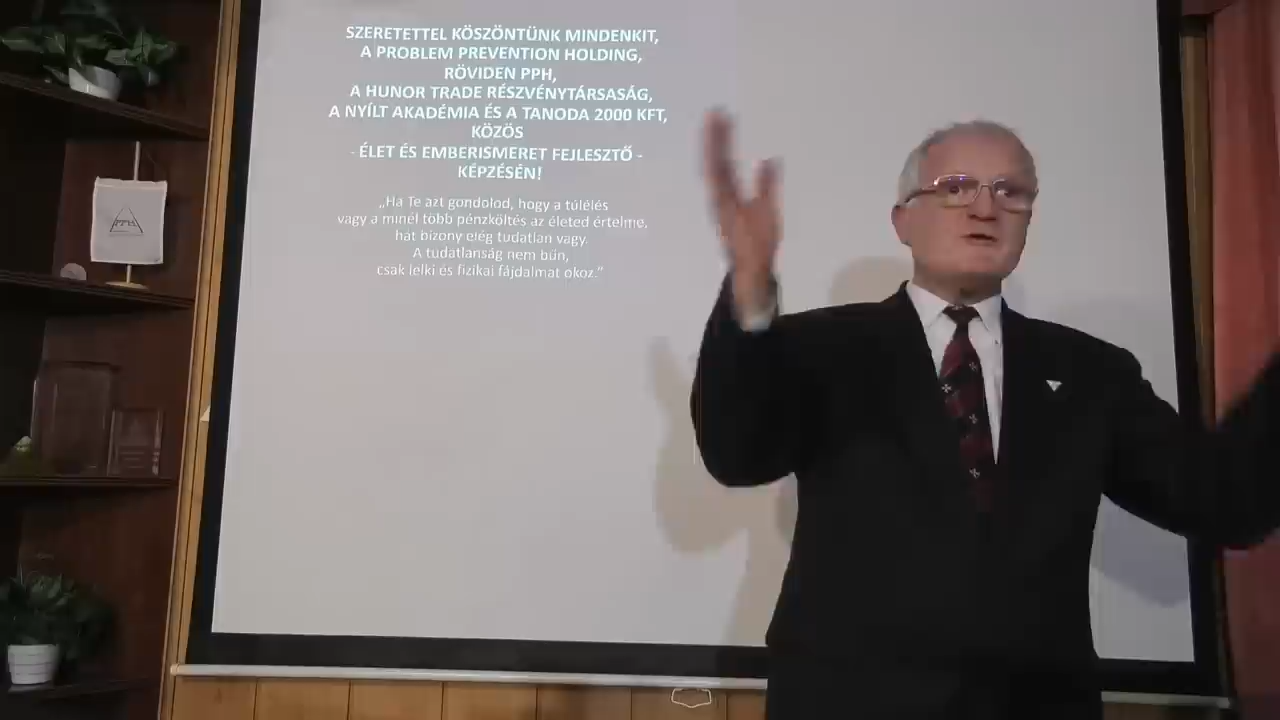 SZERETETTEL KÖSZÖNTÜNK MINDENKIT,
A PROBLEM PREVENTION HOLDING,
RÖVIDEN PPH,
A HUNOR TRADE RÉSZVÉNYTÁRSASÁG,
A NYÍLT AKADÉMIA ÉS A TANODA 2000 KFT,
KÖZÖS
- ÉLET ÉS EMBERISMERET FEJLESZTŐ -
KÉPZÉSÉN!
„Ha Te azt gondolod, hogy a túlélés
vagy a minél több pénzköltés az életed értelme,
hát bizony elég tudatlan vagy.
A tudatlanság nem bűn,
csak lelki és fizikai fájdalmat okoz.”